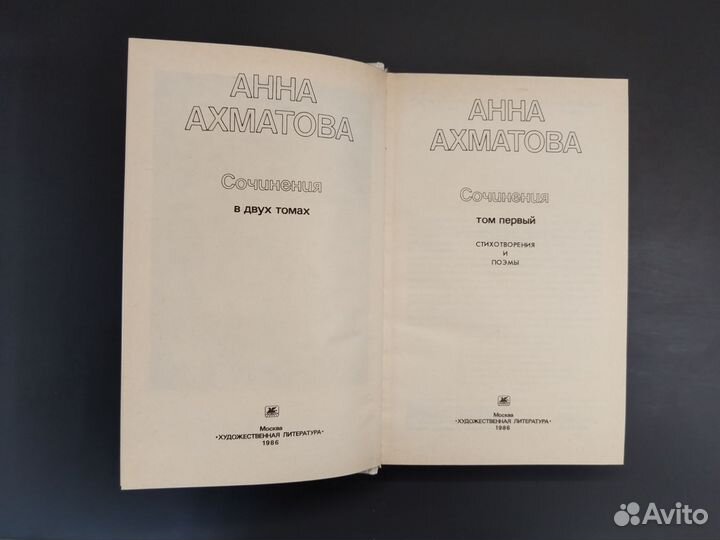 АННА
АХМАТОВА
Сочинения
в двух томах
Москва
«ХУДОЖЕСТВЕННАЯ ЛИТЕРАТУРА»
1986
АННА
АХМАТОВА
Сочинения
том первый
СТИХОТВОРЕНИЯ
И
ПОЭМЫ
Москва
«ХУДОЖЕСТВЕННАЯ ЛИТЕРАТУРА»
1986
Avito